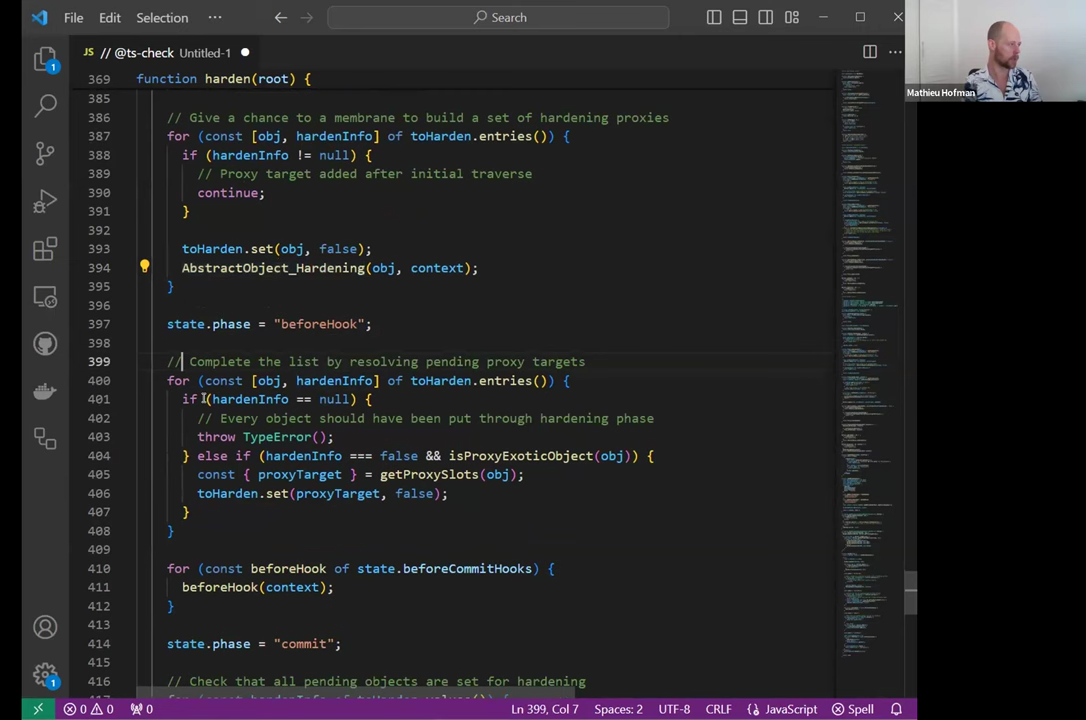 File Edit Selection ··· Search
JS // @ts-check Untitled-1
Mathieu Hofman
369 function harden(root) {
385
386 // Give a chance to a membrane to build a set of hardening proxies
387 for (const [obj, hardenInfo] of toHarden.entries()) {
388 if (hardenInfo != null) {
389 // Proxy target added after initial traverse
390 continue;
391 }
392
393 toHarden.set(obj, false);
394 AbstractObject_Hardening(obj, context);
395 }
396
397 state.phase = "beforeHook";
398
399 // Complete the list by resolving pending proxy targets
400 for (const [obj, hardenInfo] of toHarden.entries()) {
401 if (hardenInfo == null) {
402 // Every object should have been put through hardening phase
403 throw TypeError();
404 } else if (hardenInfo === false && isProxyExoticObject(obj)) {
405 const { proxyTarget } = getProxySlots(obj);
406 toHarden.set(proxyTarget, false);
407 }
408 }
409
410 for (const beforeHook of state.beforeCommitHooks) {
411 beforeHook(context);
412 }
413
414 state.phase = "commit";
415
416 // Check that all pending objects are set for hardening
1
1
0 0 0 Ln 399, Col 7 Spaces: 2 UTF-8 CRLF {} JavaScript Spell